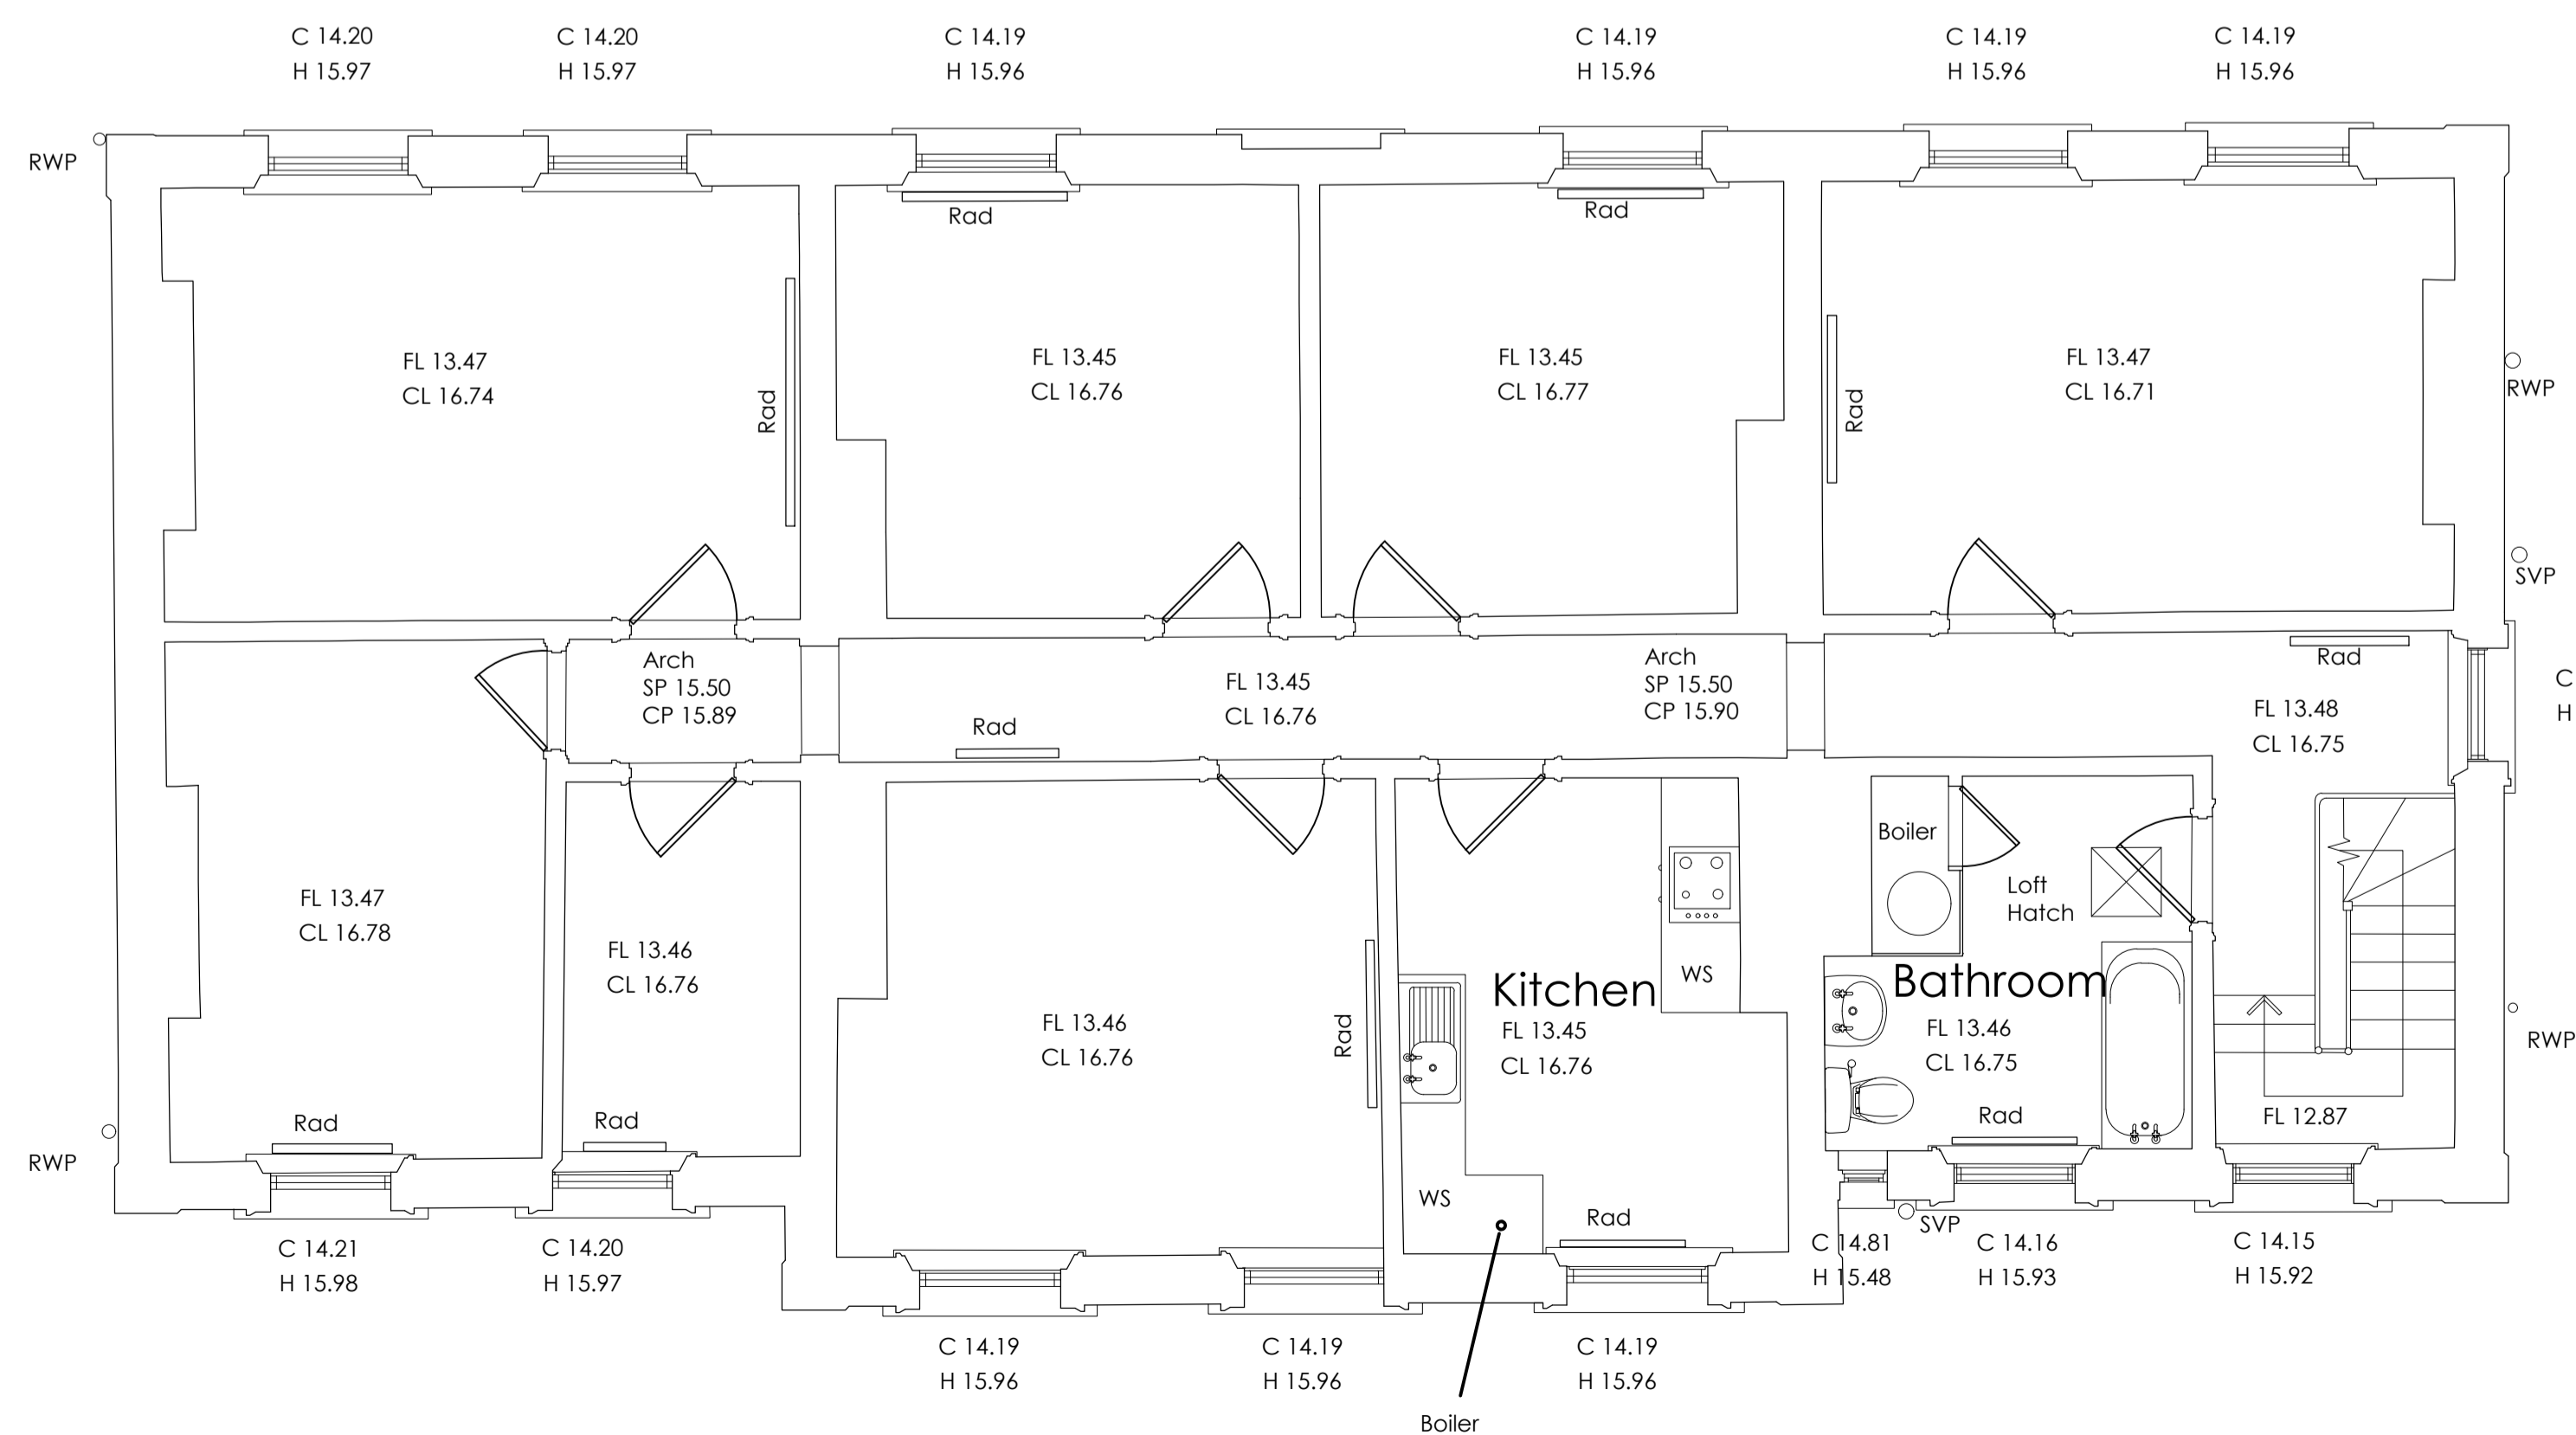 C 14.20
H 15.97
C 14.20
H 15.97
C 14.19
H 15.96
C 14.19
H 15.96
C 14.19
H 15.96
C 14.19
H 15.96
RWP
Rad
Rad
FL 13.47
CL 16.74
Rad
FL 13.45
CL 16.76
FL 13.45
CL 16.77
Rad
FL 13.47
CL 16.71
RWP
SVP
Arch
SP 15.50
CP 15.89
Rad
FL 13.45
CL 16.76
Arch
SP 15.50
CP 15.90
Rad
FL 13.48
CL 16.75
C
H
FL 13.47
CL 16.78
FL 13.46
CL 16.76
FL 13.46
CL 16.76
Rad
Kitchen
FL 13.45
CL 16.76
WS
Boiler
Loft
Hatch
Bathroom
FL 13.46
CL 16.75
Rad
FL 12.87
RWP
RWP
Rad
Rad
WS
Rad
SVP
C 14.21
H 15.98
C 14.20
H 15.97
C 14.81
H 15.48
C 14.16
H 15.93
C 14.15
H 15.92
C 14.19
H 15.96
C 14.19
H 15.96
C 14.19
H 15.96
Boiler